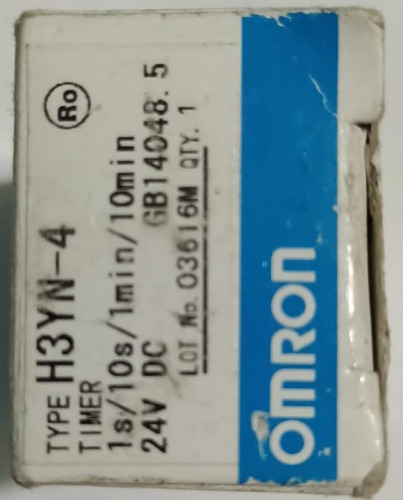 Ro
TYPE H3YN-4
TIMER
1s/10s/1min/10min
24V DC GB14048.5
LOT No. 03616M QTY. 1
OMRON